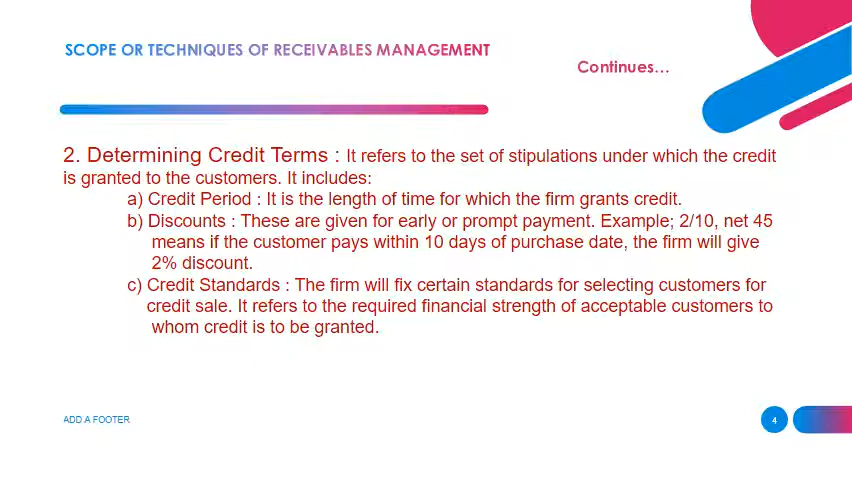 SCOPE OR TECHNIQUES OF RECEIVABLES MANAGEMENT
Continues…
2. Determining Credit Terms : It refers to the set of stipulations under which the credit
is granted to the customers. It includes:
a) Credit Period : It is the length of time for which the firm grants credit.
b) Discounts : These are given for early or prompt payment. Example; 2/10, net 45
means if the customer pays within 10 days of purchase date, the firm will give
2% discount.
c) Credit Standards : The firm will fix certain standards for selecting customers for
credit sale. It refers to the required financial strength of acceptable customers to
whom credit is to be granted.
ADD A FOOTER
4